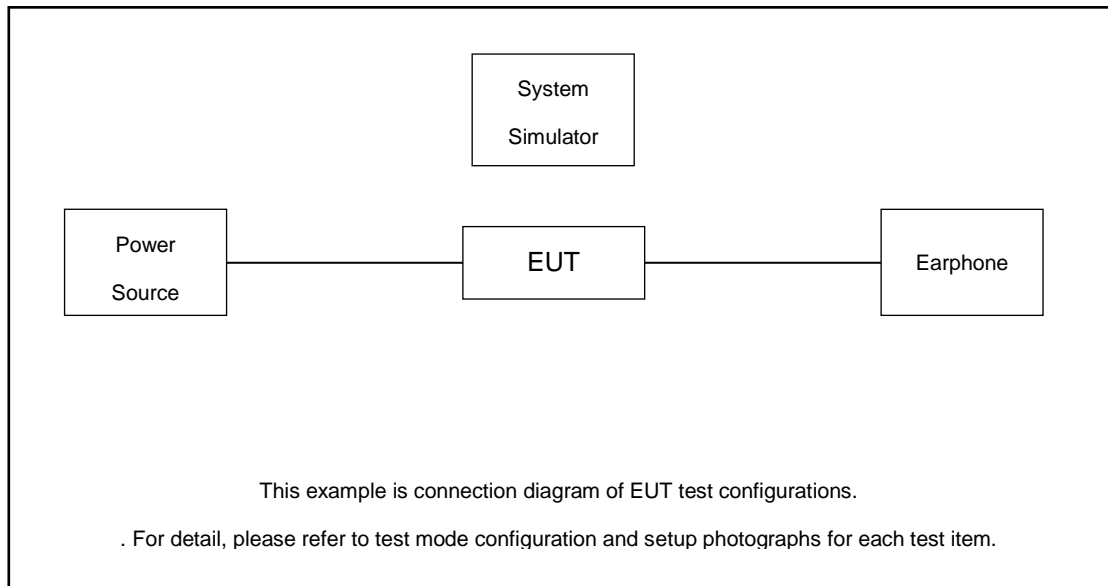 System
Simulator
Power
Source
EUT
Earphone
This example is connection diagram of EUT test configurations.
. For detail, please refer to test mode configuration and setup photographs for each test item.